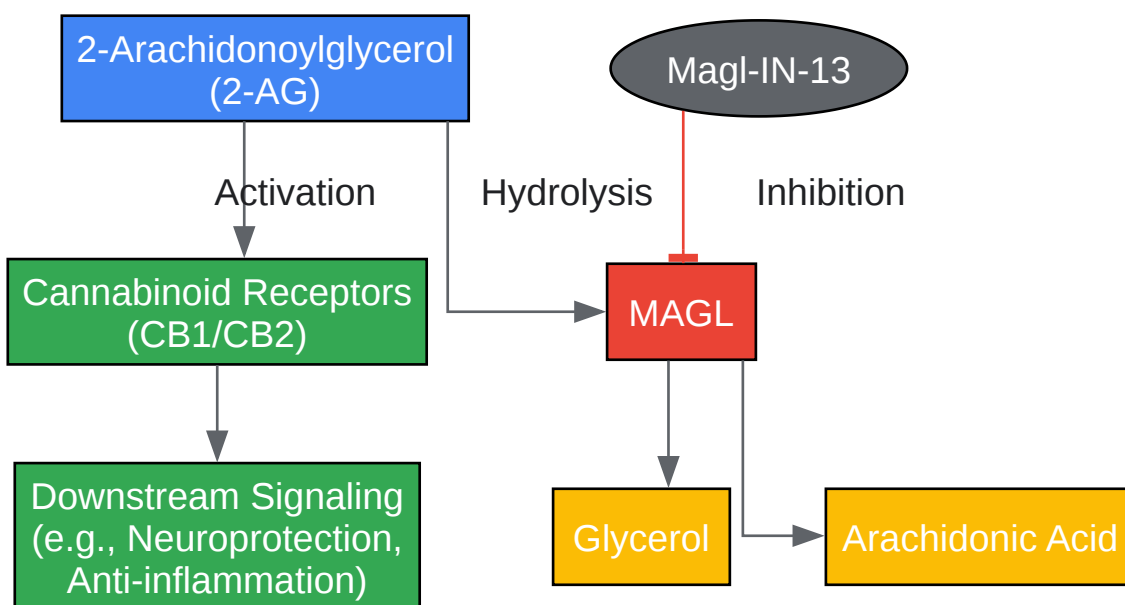 2-Arachidonoylglycerol
(2-AG)
Magl-IN-13
Activation
Hydrolysis
Inhibition
Cannabinoid Receptors
(CB1/CB2)
MAGL
Downstream Signaling
(e.g., Neuroprotection,
Anti-inflammation)
Glycerol
Arachidonic Acid